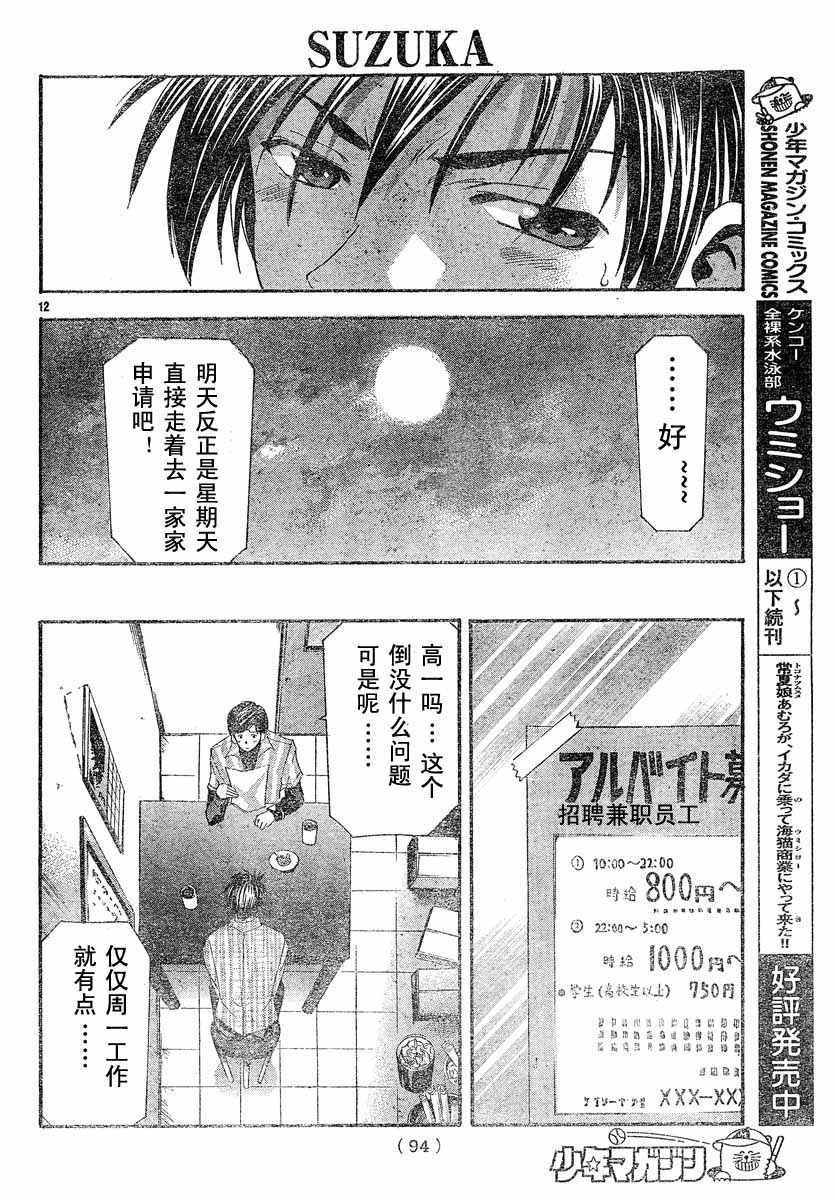 SUZUKA
12
……好~~~
明天反正是星期天
直接走着去一家家
申请吧！
アルバイト募
招聘兼职员工
① 10:00～22:00
時給 800円～
② 22:00～5:00
時給 1000円～
※学生(高校生以上) 750円
XXX-XX
高一吗…这个
倒没什么问题
可是呢……
仅仅周一工作
就有点……
少年マガジン・コミックス
SHONEN MAGAZINE COMICS
ケンコー
全裸系水泳部
ウミショー
①～
以下続刊
常夏娘あむろが、イカダに乗って海猫商業にやって来た!!
好評発売中
(94)
少年マガジン